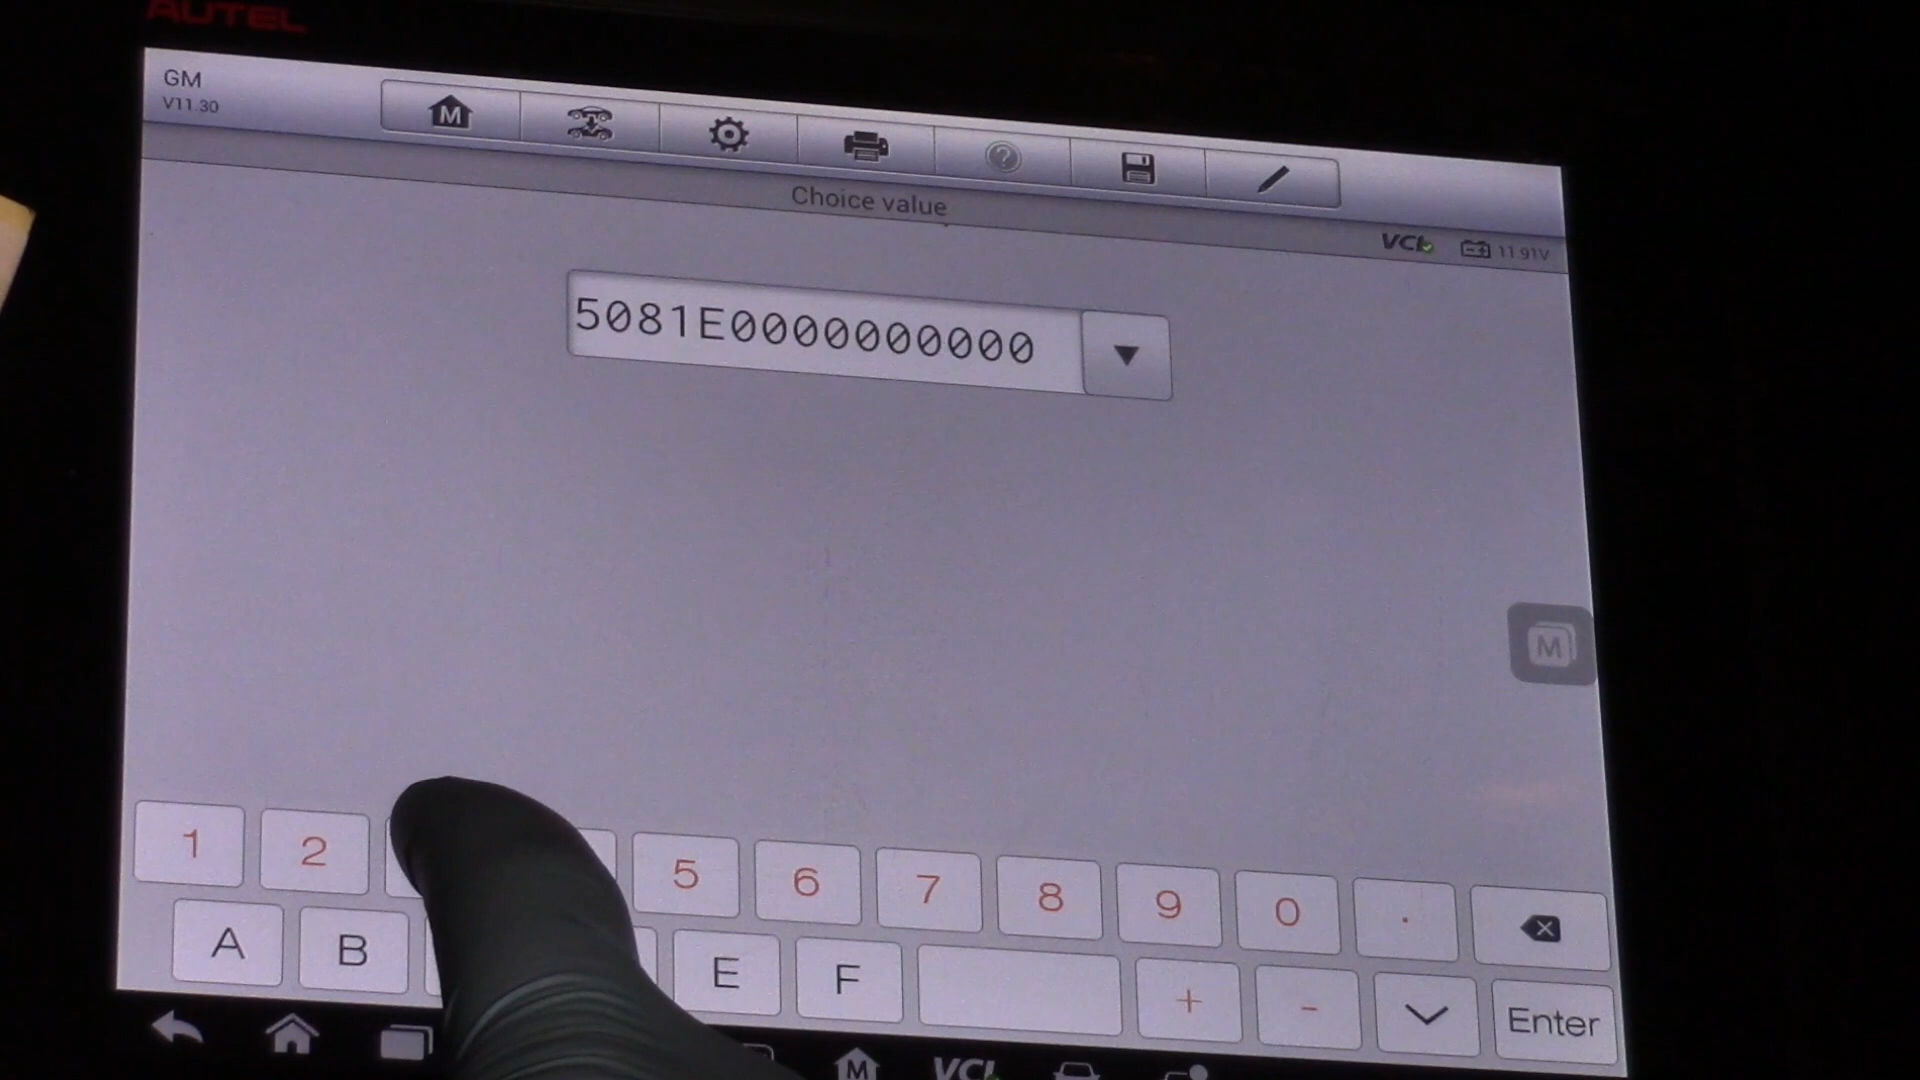 AUTEL
GM
V11.30
M
?
Choice value
VCI
11.91V
5081E0000000000
M
1 2 5 6 7 8 9 0 .
A B E F + - Enter
M VCI